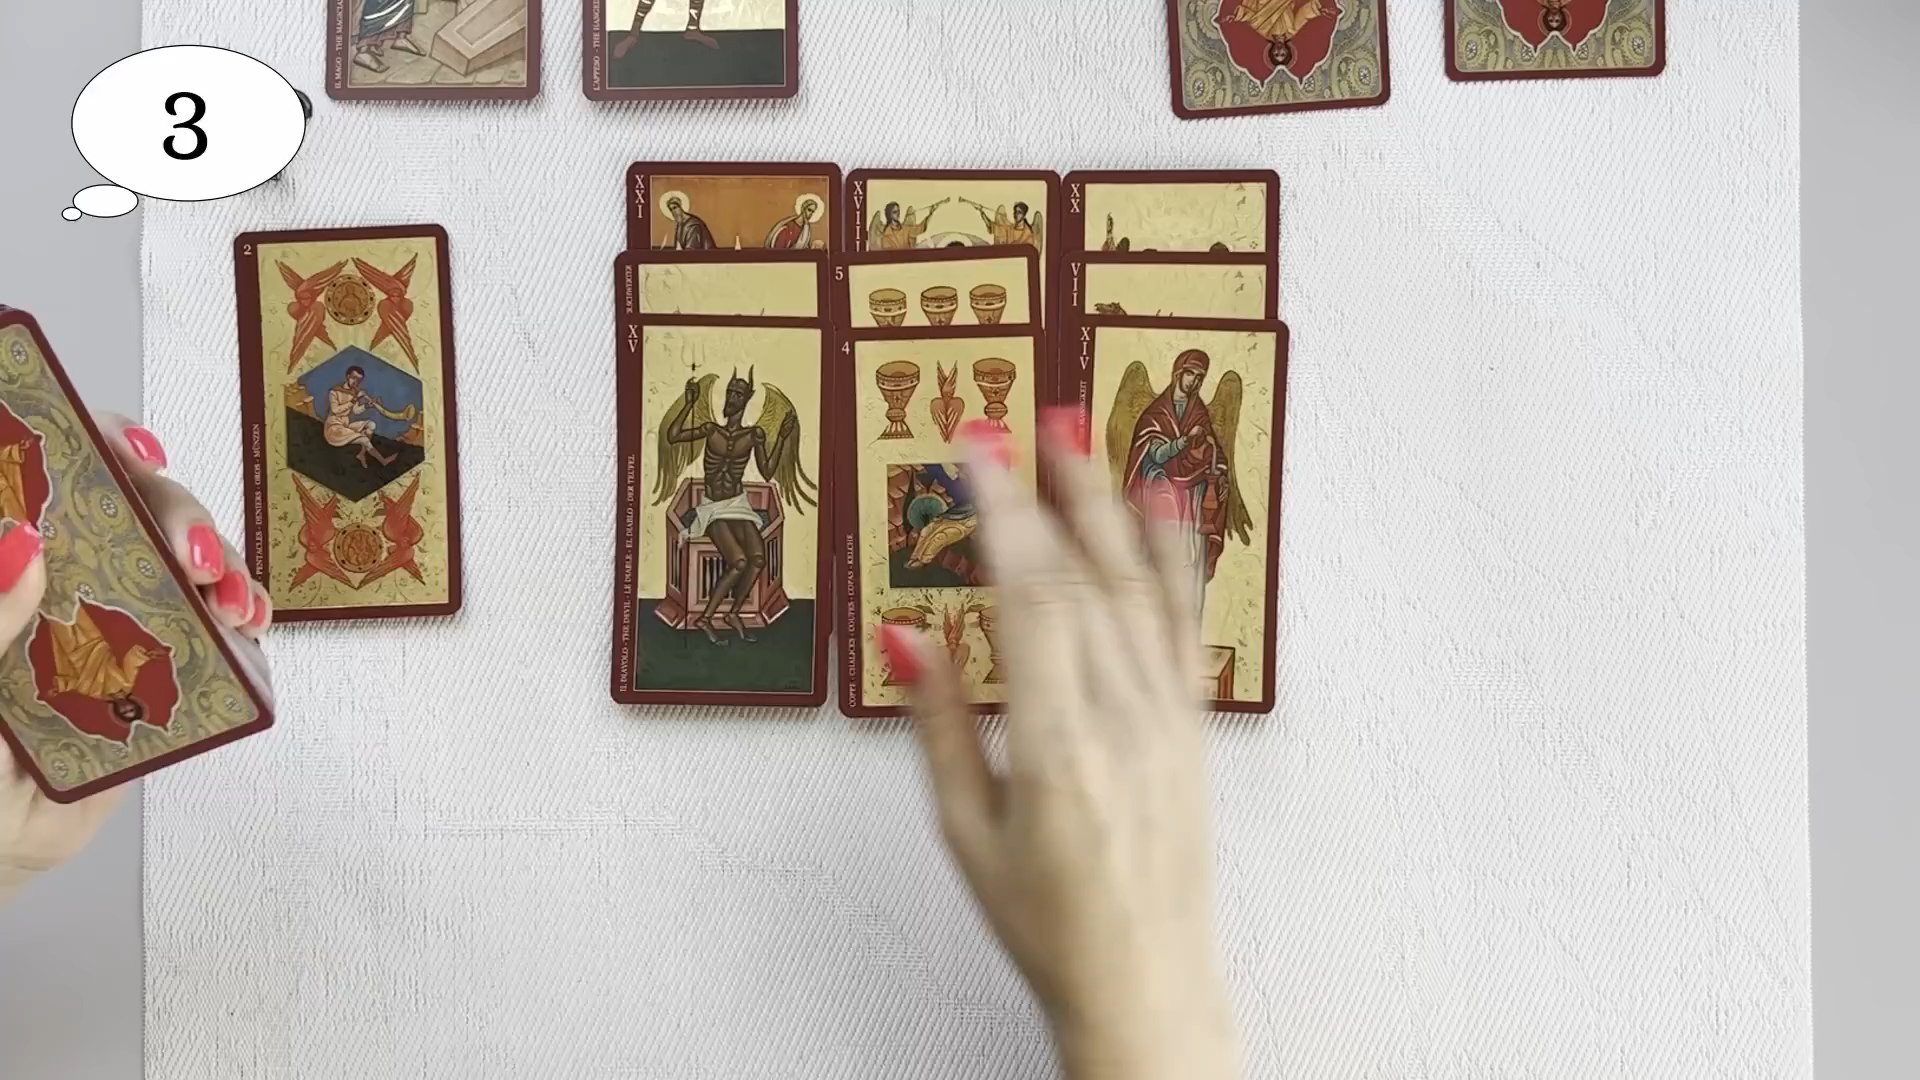 3
IL MAGO - THE MAGICIAN
L'APPESO - THE HANGED
XXI
XVIII
XX
2
PENTACLES - DENIERS - OROS - MÜNZEN
5
VII
XV
IL DIAVOLO - THE DEVIL - LE DIABLE - EL DIABLO - DER TEUFEL
4
COPPE - CHALICES - COUPES - COPAS - KELCHE
XIV